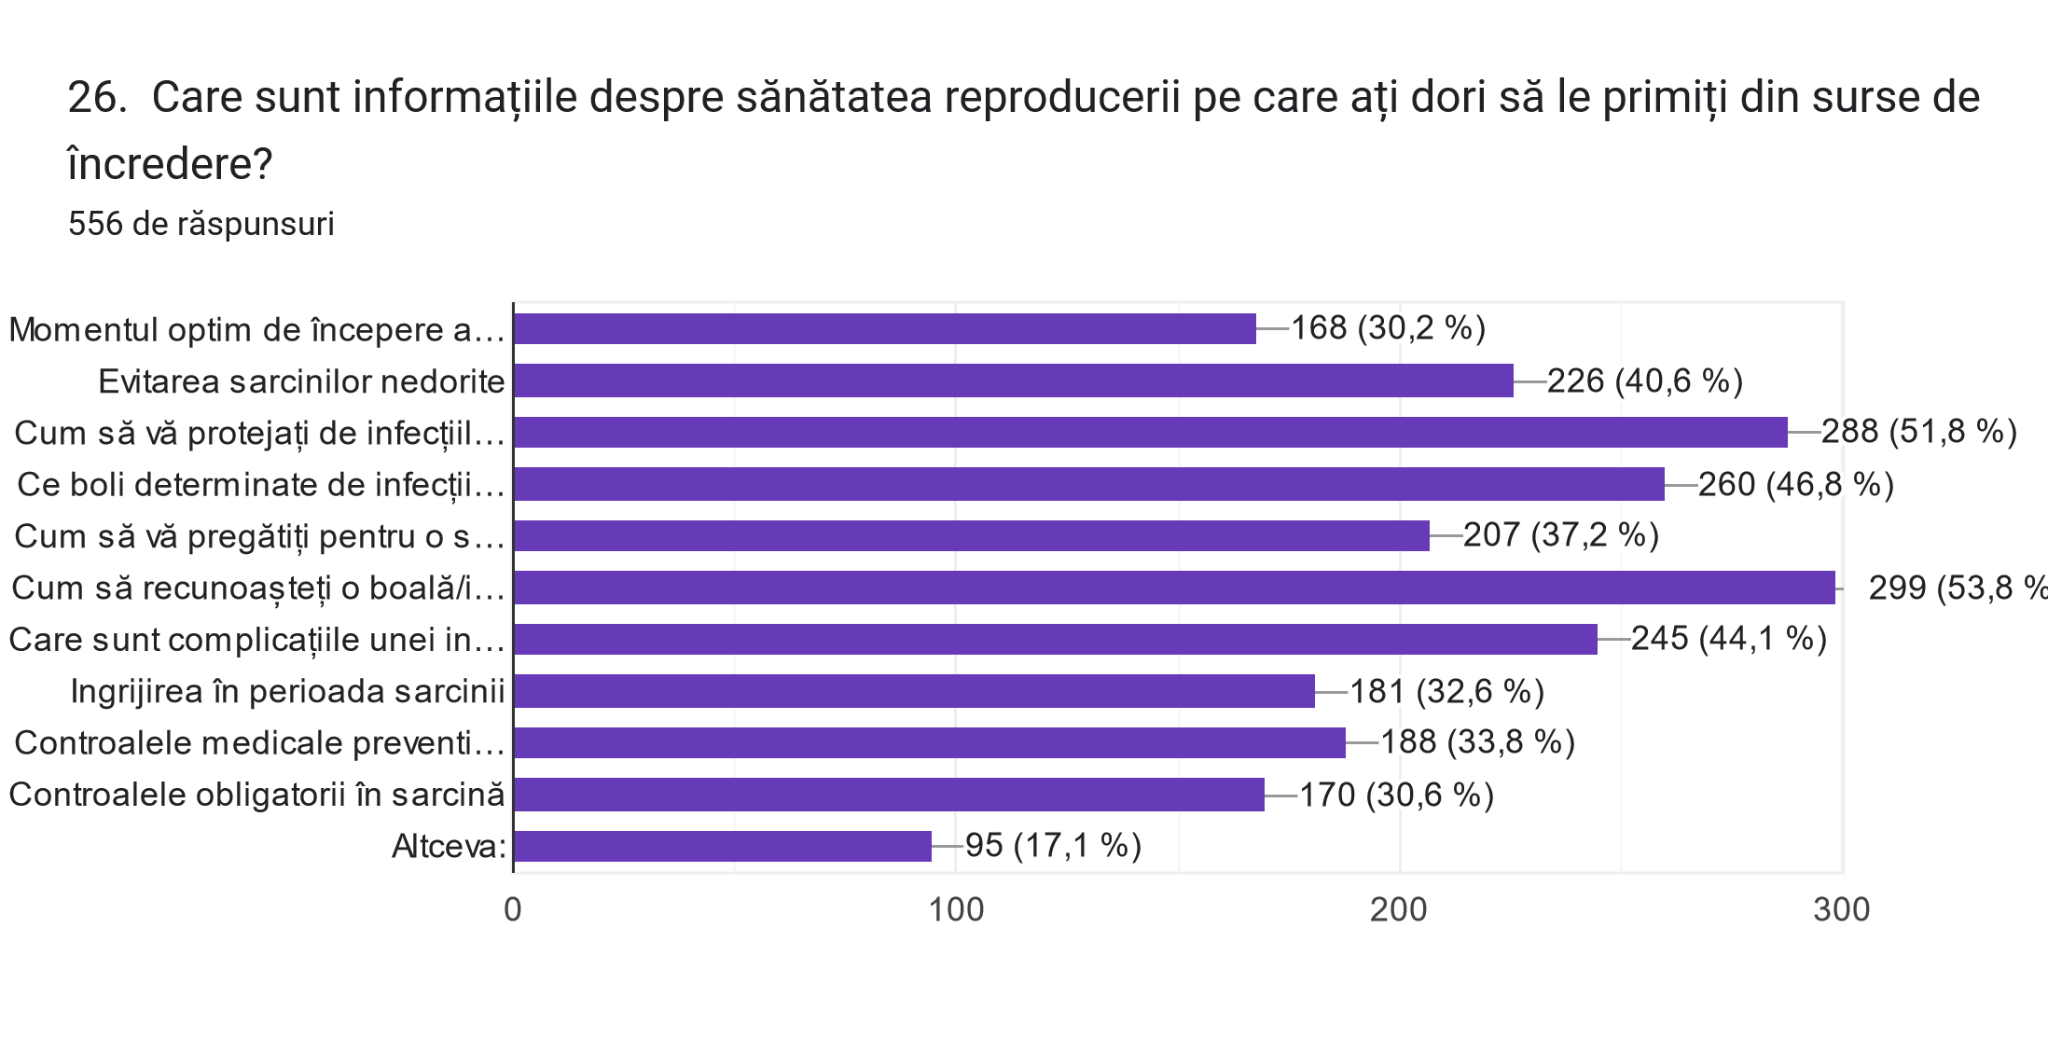 26.  Care sunt informațiile despre sănătatea reproducerii pe care ați dori să le primiți din surse de
încredere?
556 de răspunsuri
Momentul optim de începere a… 168 (30,2 %)
Evitarea sarcinilor nedorite 226 (40,6 %)
Cum să vă protejați de infecțiil… 288 (51,8 %)
Ce boli determinate de infecții… 260 (46,8 %)
Cum să vă pregătiți pentru o s… 207 (37,2 %)
Cum să recunoașteți o boală/i… 299 (53,8 %
Care sunt complicațiile unei in… 245 (44,1 %)
Ingrijirea în perioada sarcinii 181 (32,6 %)
Controalele medicale preventi… 188 (33,8 %)
Controalele obligatorii în sarcină 170 (30,6 %)
Altceva: 95 (17,1 %)
0 100 200 300